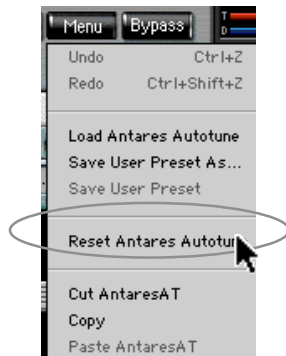 Menu Bypass T
D
Undo Ctrl+Z
Redo Ctrl+Shift+Z
Load Antares Autotune
Save User Preset As...
Save User Preset
Reset Antares Autotun
Cut AntaresAT
Copy
Paste AntaresAT